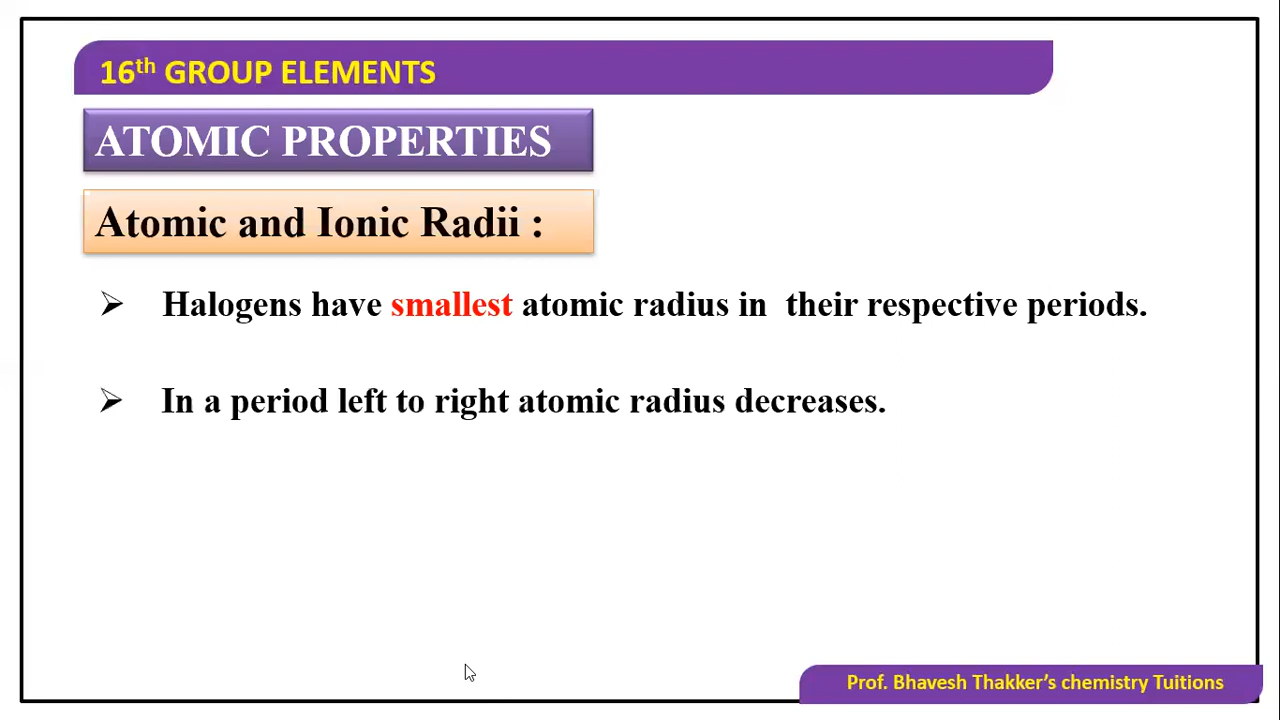 16th GROUP ELEMENTS
ATOMIC PROPERTIES
Atomic and Ionic Radii :
➢ Halogens have smallest atomic radius in their respective periods.
➢ In a period left to right atomic radius decreases.
Prof. Bhavesh Thakker’s chemistry Tuitions